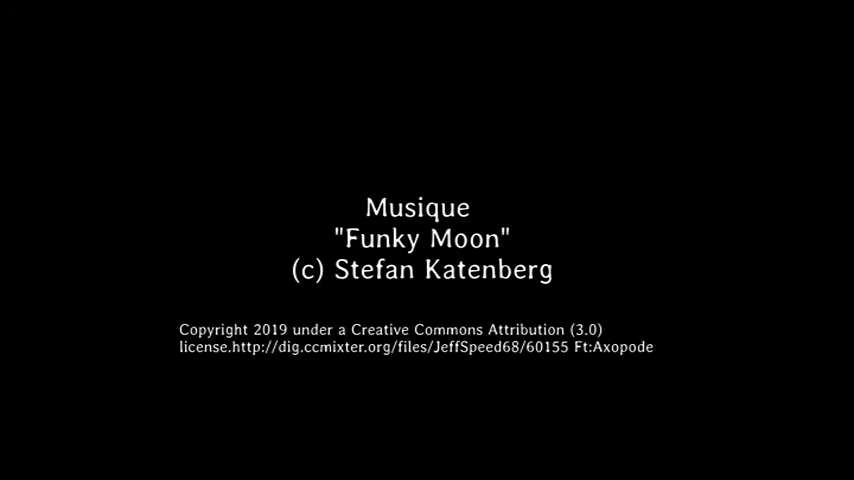 Musique
"Funky Moon"
(c) Stefan Katenberg
Copyright 2019 under a Creative Commons Attribution (3.0)
license.http://dig.ccmixter.org/files/JeffSpeed68/60155 Ft:Axopode